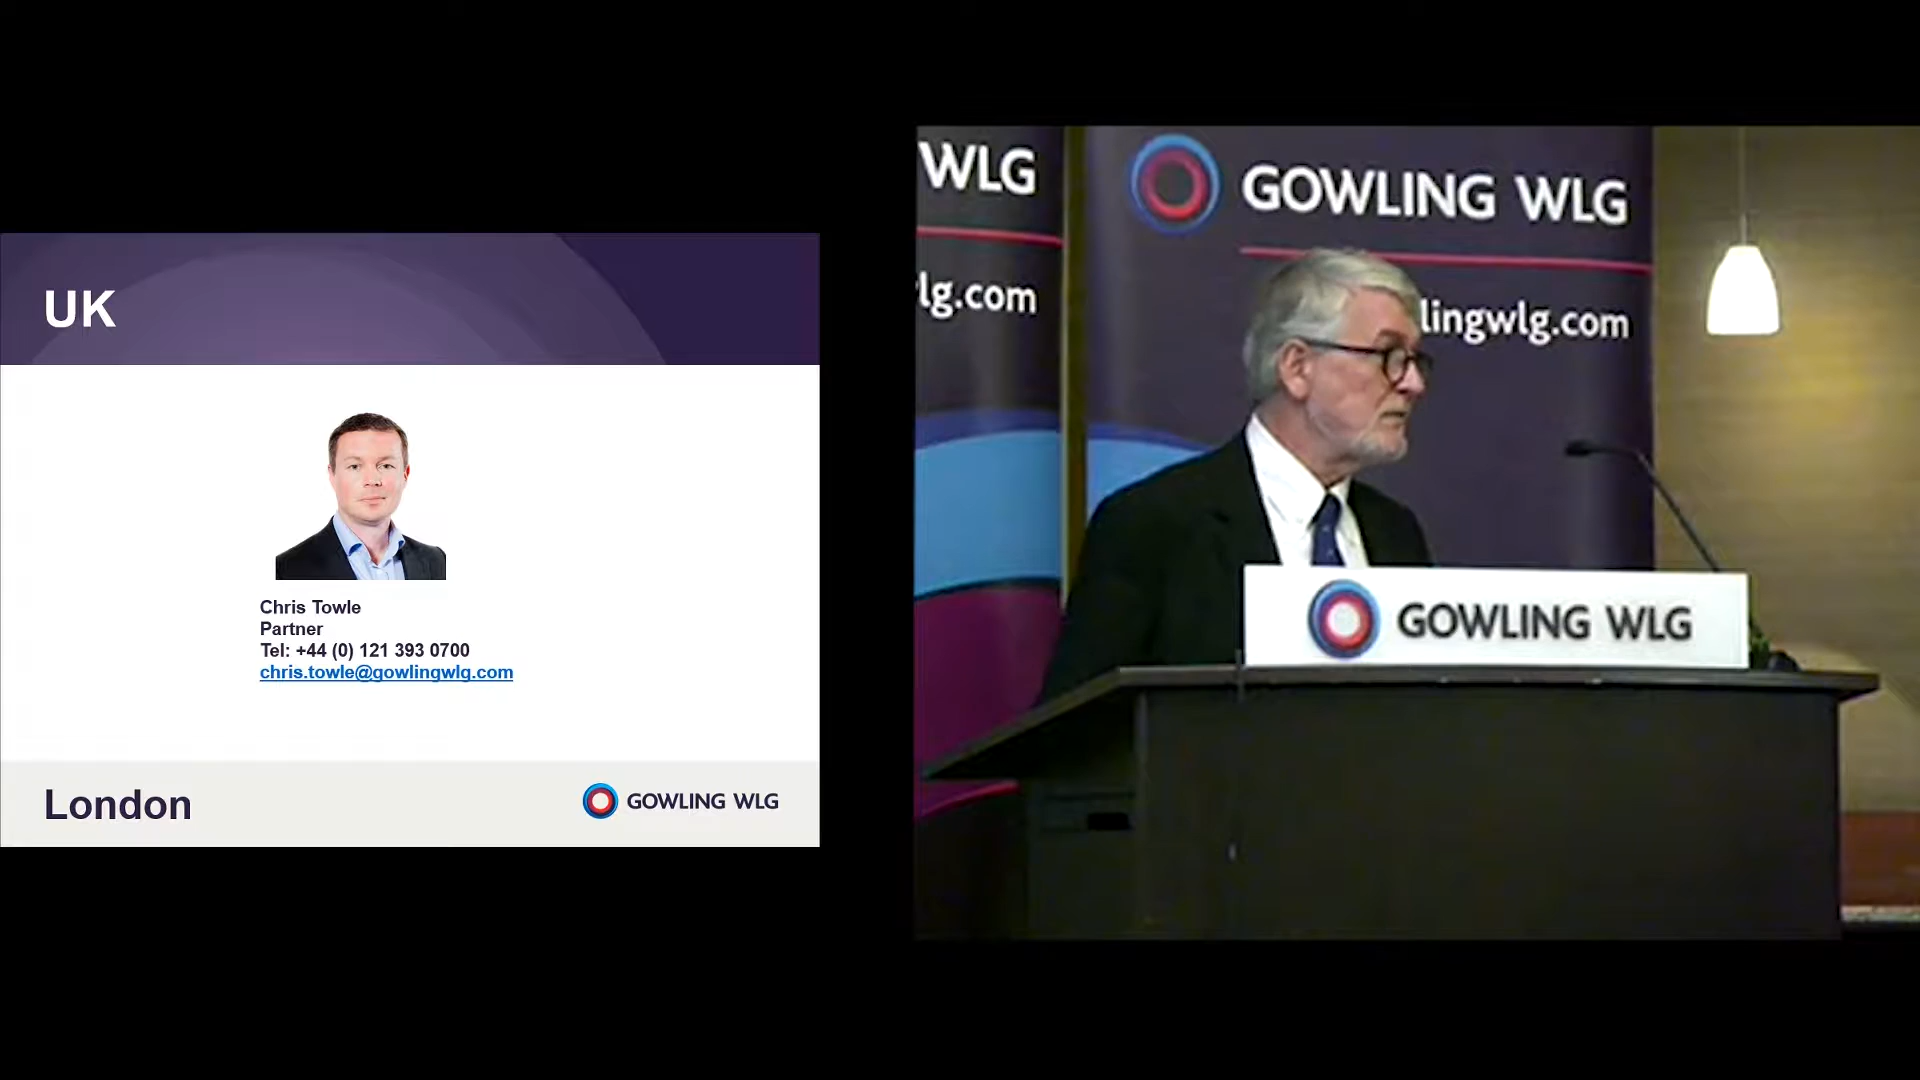 UK
Chris Towle
Partner
Tel: +44 (0) 121 393 0700
chris.towle@gowlingwlg.com
London
GOWLING WLG
WLG
lg.com
GOWLING WLG
lingwlg.com
GOWLING WLG